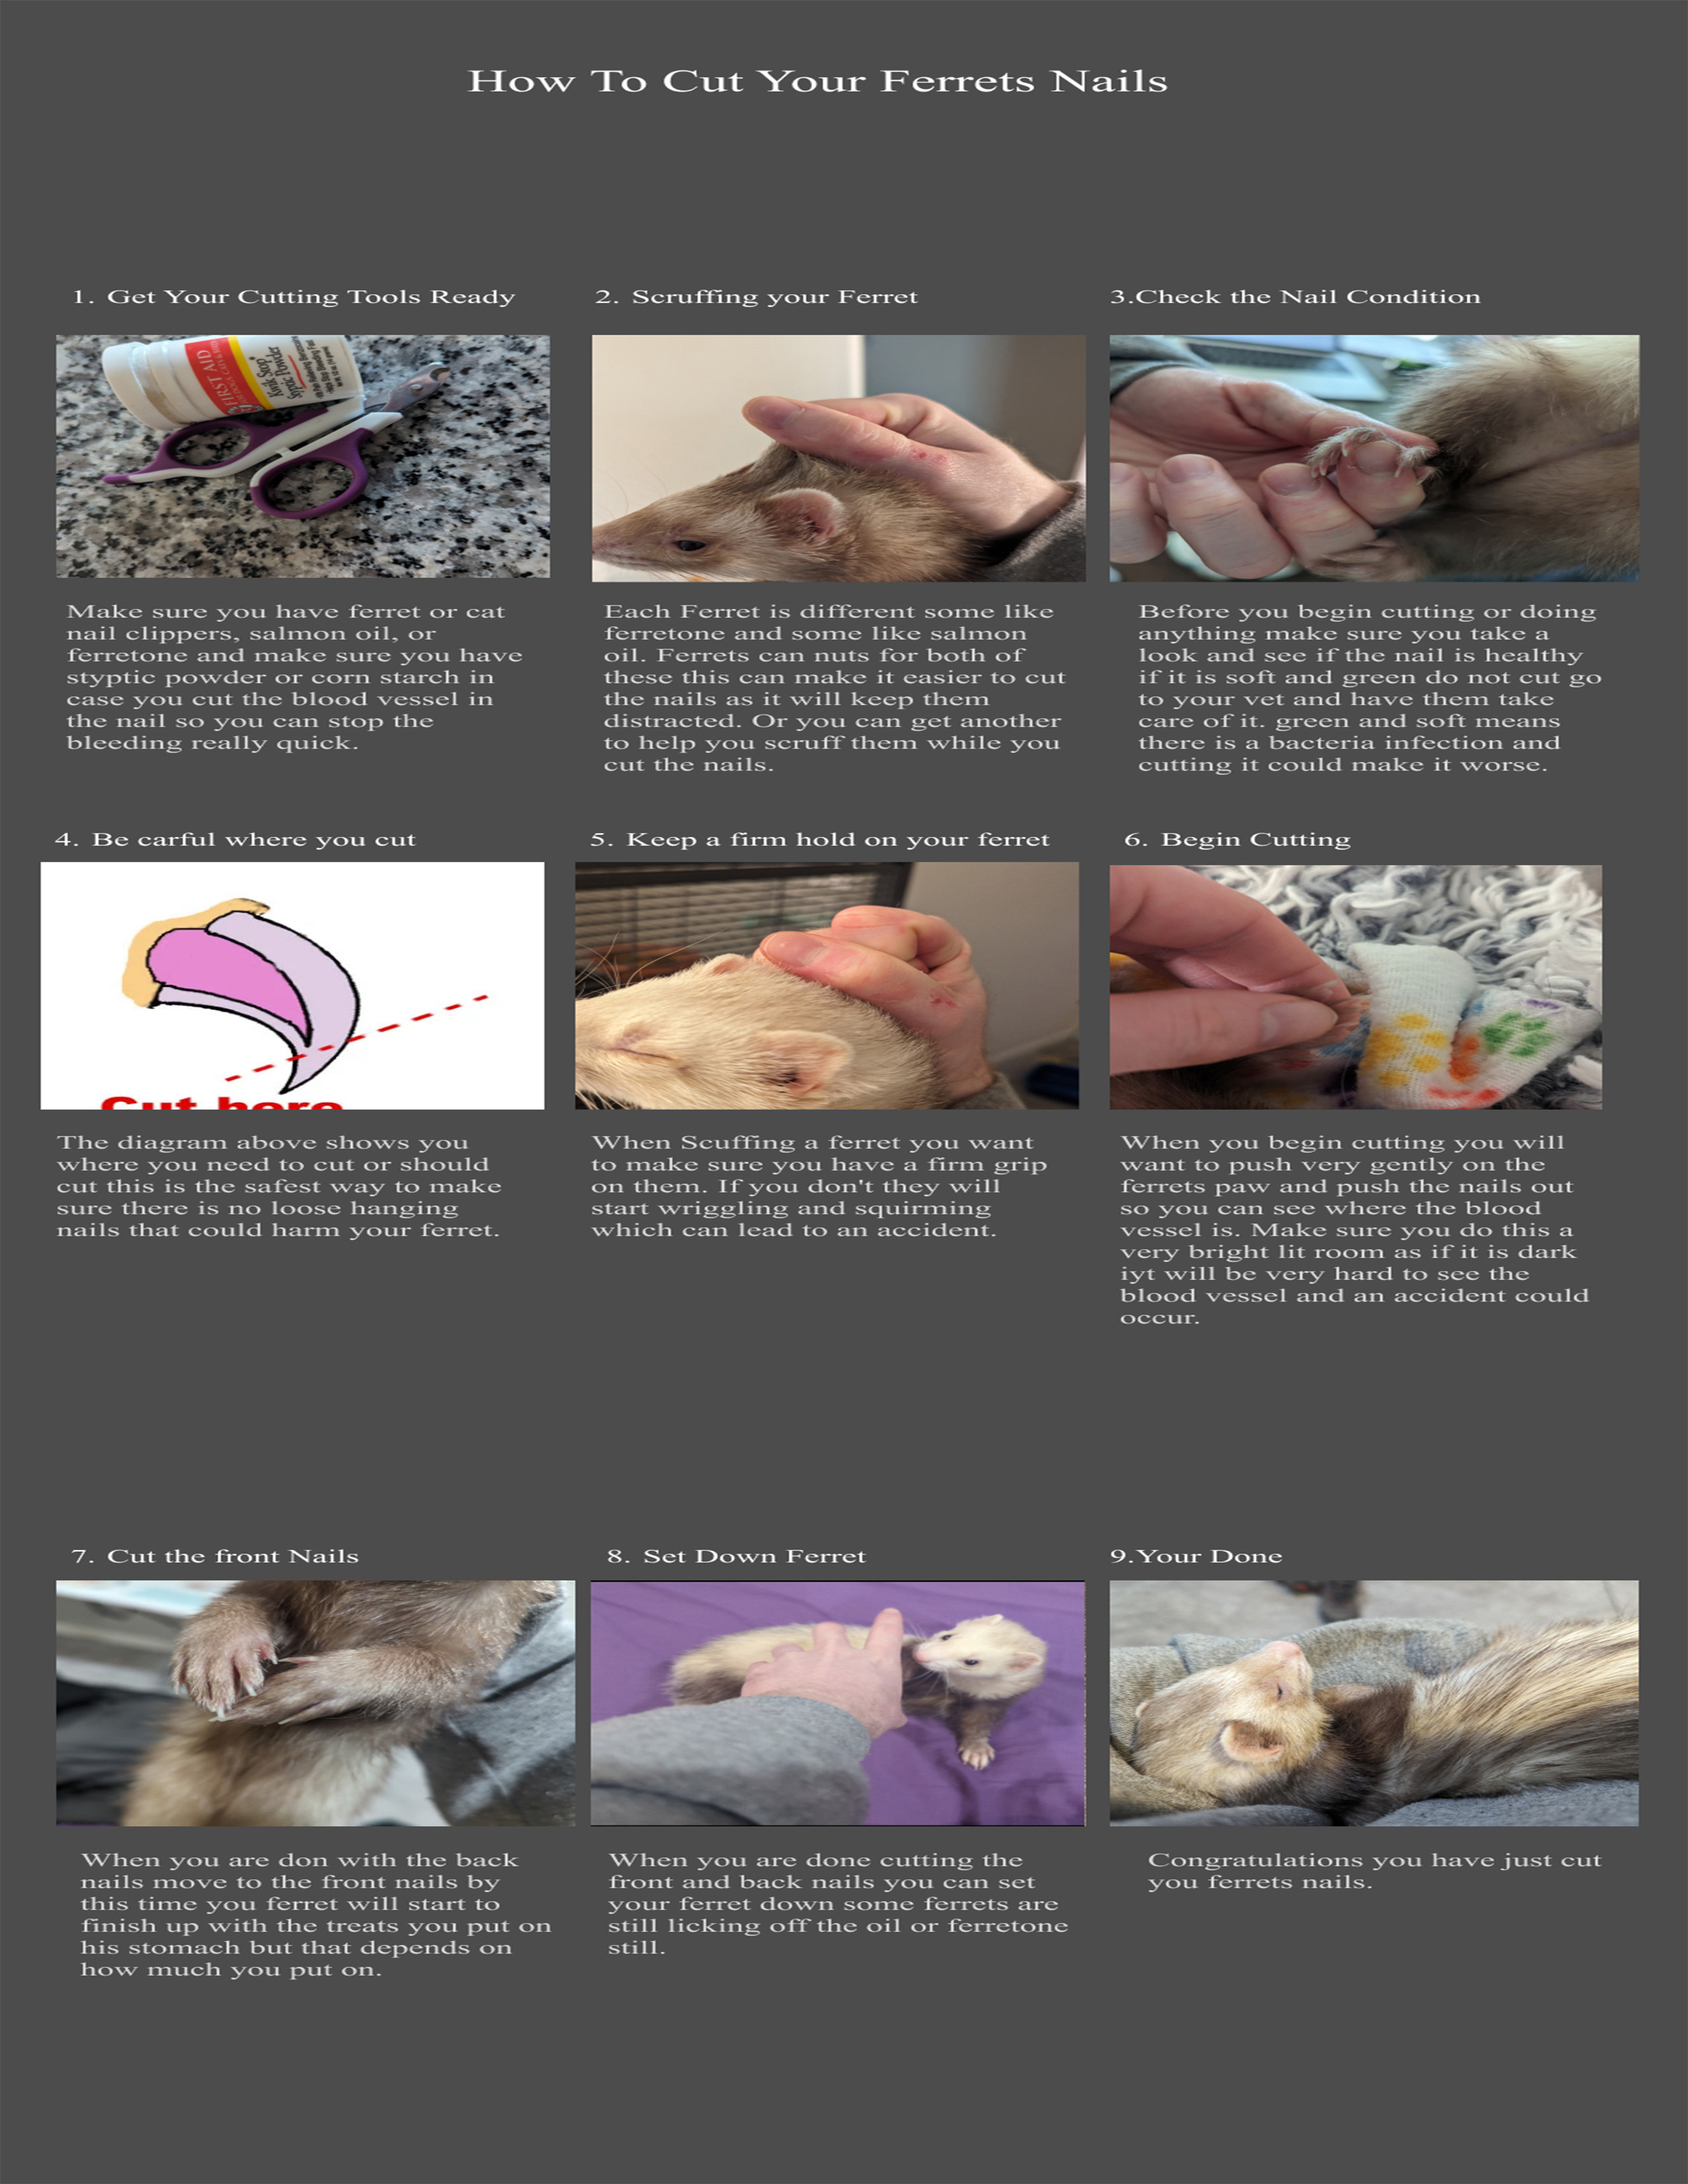 How To Cut Your Ferrets Nails
1. Get Your Cutting Tools Ready
FIRST AID
Kwik Stop
Styptic Powder
Make sure you have ferret or cat
nail clippers, salmon oil, or
ferretone and make sure you have
styptic powder or corn starch in
case you cut the blood vessel in
the nail so you can stop the
bleeding really quick.
2. Scruffing your Ferret
Each Ferret is different some like
ferretone and some like salmon
oil. Ferrets can nuts for both of
these this can make it easier to cut
the nails as it will keep them
distracted. Or you can get another
to help you scruff them while you
cut the nails.
3.Check the Nail Condition
Before you begin cutting or doing
anything make sure you take a
look and see if the nail is healthy
if it is soft and green do not cut go
to your vet and have them take
care of it. green and soft means
there is a bacteria infection and
cutting it could make it worse.
4. Be carful where you cut
Cut here
The diagram above shows you
where you need to cut or should
cut this is the safest way to make
sure there is no loose hanging
nails that could harm your ferret.
5. Keep a firm hold on your ferret
When Scuffing a ferret you want
to make sure you have a firm grip
on them. If you don't they will
start wriggling and squirming
which can lead to an accident.
6. Begin Cutting
When you begin cutting you will
want to push very gently on the
ferrets paw and push the nails out
so you can see where the blood
vessel is. Make sure you do this a
very bright lit room as if it is dark
iyt will be very hard to see the
blood vessel and an accident could
occur.
7. Cut the front Nails
When you are don with the back
nails move to the front nails by
this time you ferret will start to
finish up with the treats you put on
his stomach but that depends on
how much you put on.
8. Set Down Ferret
When you are done cutting the
front and back nails you can set
your ferret down some ferrets are
still licking off the oil or ferretone
still.
9.Your Done
Congratulations you have just cut
you ferrets nails.